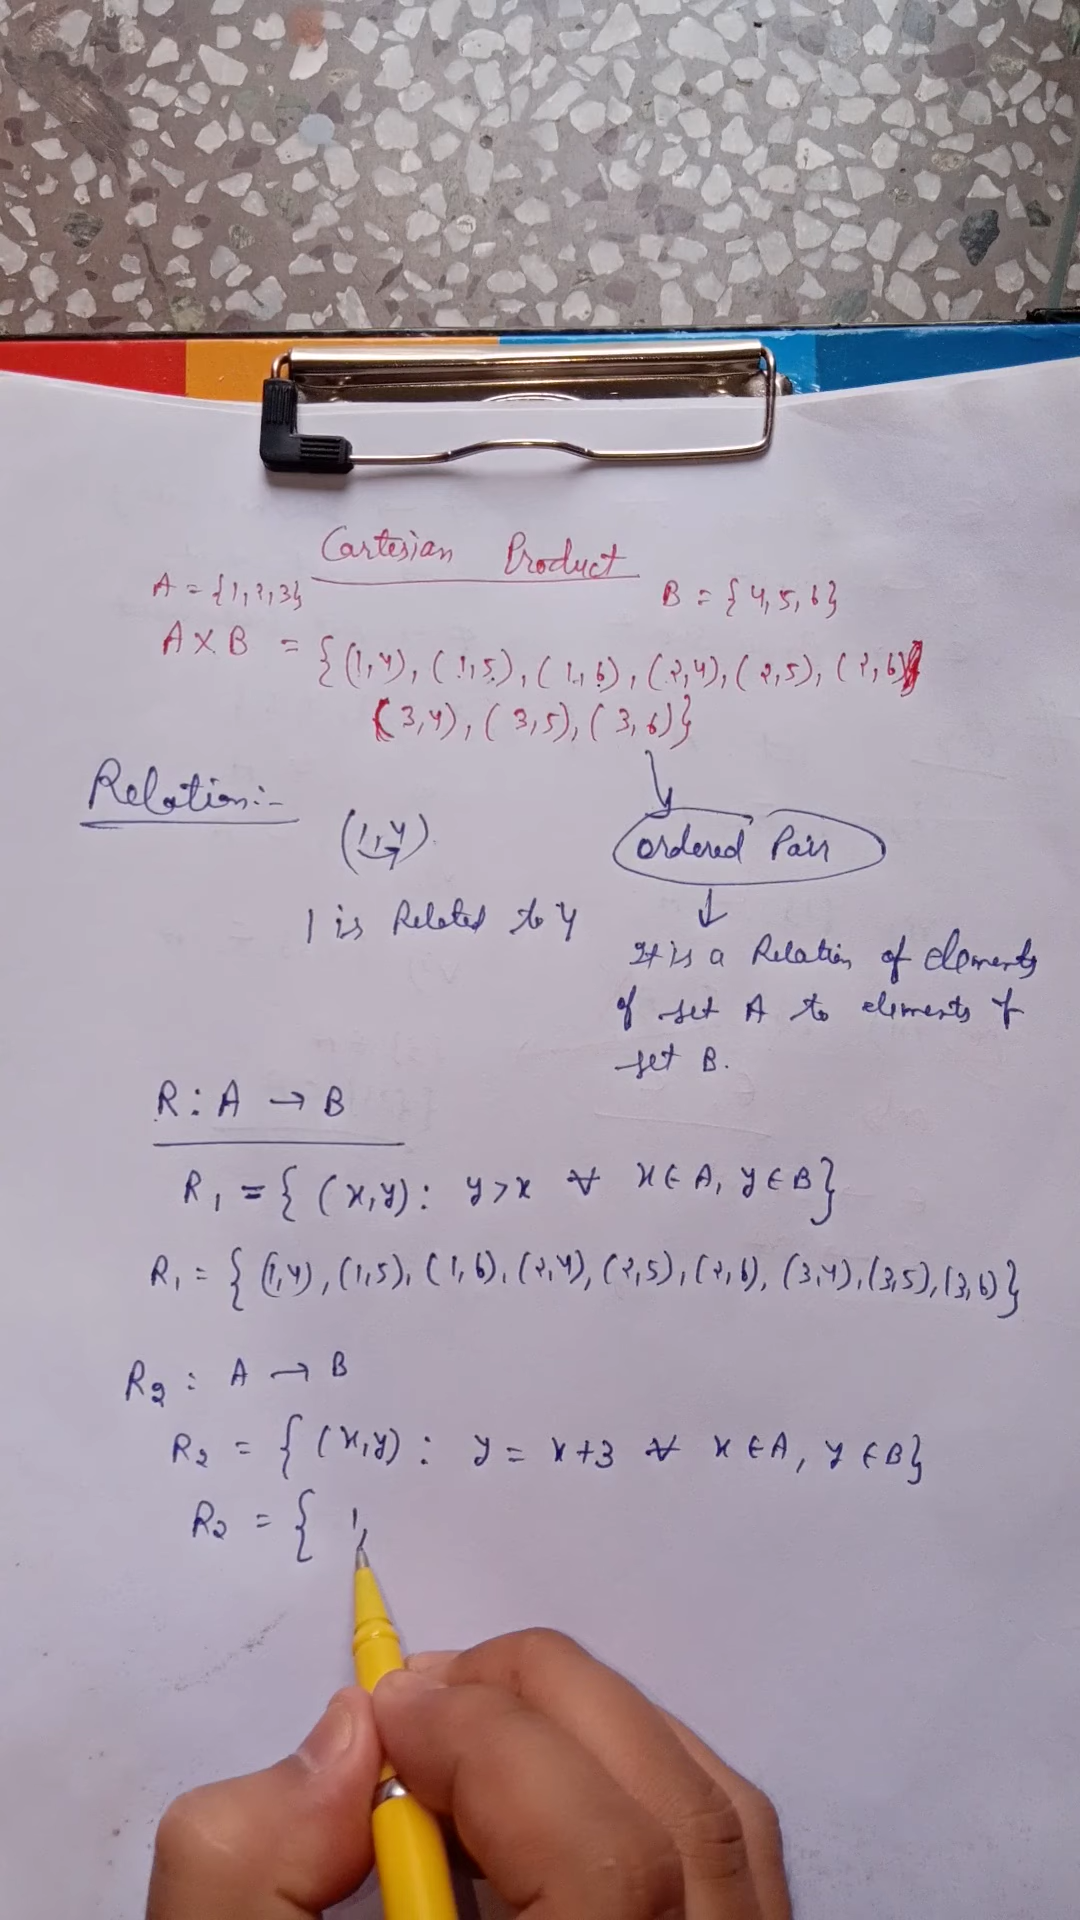 Cartesian Product
A = {1,2,3} B = {4,5,6}
A X B = {(1,4), (1,5), (1,6), (2,4), (2,5), (2,6)
(3,4), (3,5), (3,6)}
Relation:-
(1,4).
ordered Pair
1 is Related to 4
It is a Relation of elements
of set A to elements of
set B.
R : A → B
R1 = { (x,y) : y > x ∀ x ∈ A, y ∈ B}
R1 = { (1,4), (1,5), (1,6), (2,4), (2,5), (2,6), (3,4), (3,5), (3,6)}
R2 : A → B
R2 = { (x,y) : y = x+3 ∀ x ∈ A, y ∈ B}
R2 = { 1,